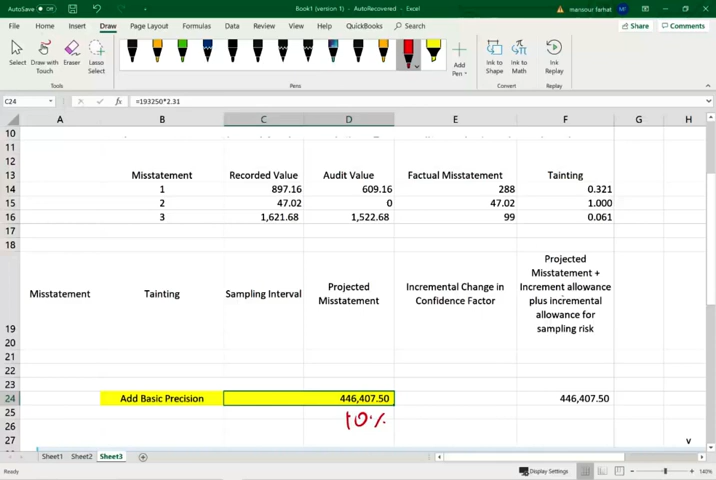 AutoSave Off Book1 (version 1) - AutoRecovered - Excel mansour farhat MF
File Home Insert Draw Page Layout Formulas Data Review View Help QuickBooks Search Share Comments
Select Draw with Touch Eraser Lasso Select Add Pen Ink to Shape Ink to Math Ink Replay
Tools Pens Convert Replay
C24 fx =193250*2.31
A B C D E F G H
10
11
12
13 Misstatement Recorded Value Audit Value Factual Misstatement Tainting
14 1 897.16 609.16 288 0.321
15 2 47.02 0 47.02 1.000
16 3 1,621.68 1,522.68 99 0.061
17
18
19 Misstatement Tainting Sampling Interval Projected Misstatement Incremental Change in Confidence Factor Projected Misstatement + Increment allowance plus incremental allowance for sampling risk
20
21
22
23
24 Add Basic Precision 446,407.50 446,407.50
25 10%
26
27 v
Sheet1 Sheet2 Sheet3
Ready Display Settings 140%